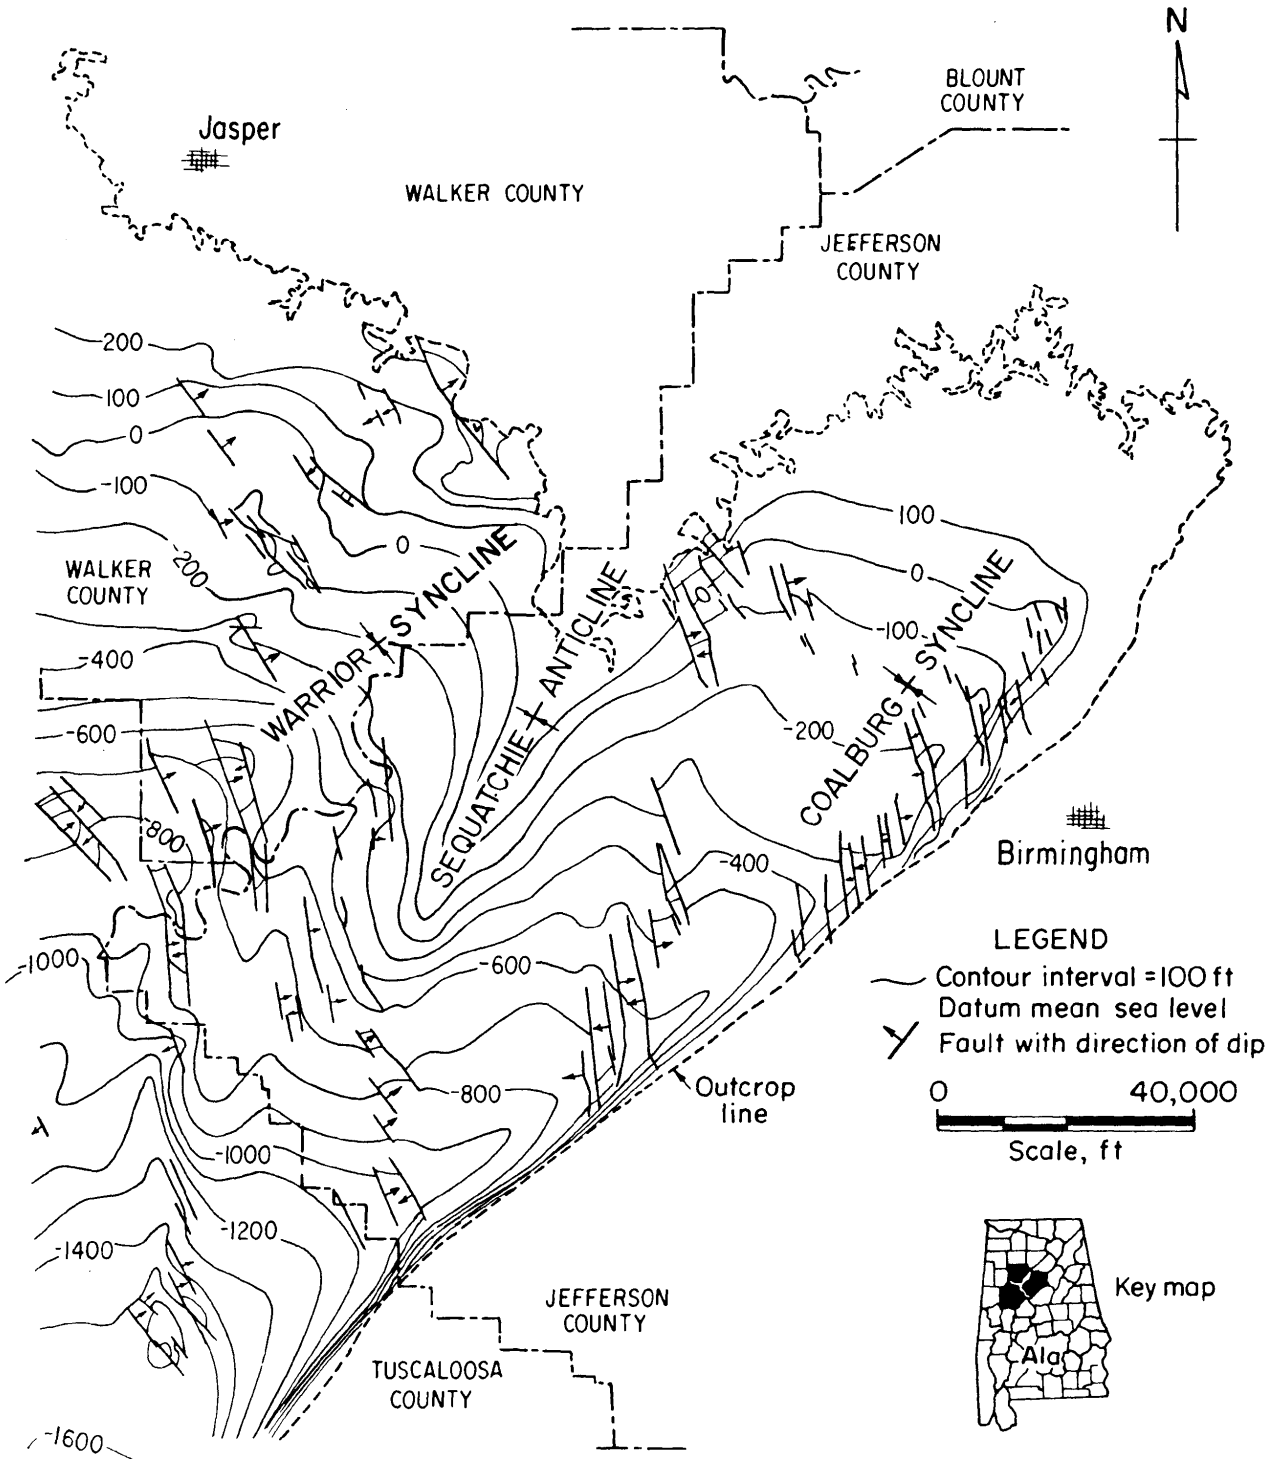 N
BLOUNT
COUNTY
Jasper
WALKER COUNTY
JEFFERSON
COUNTY
200
100
0
-100
-200
WALKER
COUNTY
-400
-600
-800
-1000
0
WARRIOR SYNCLINE
SEQUATCHIE ANTICLINE
0
100
0
-100
-200
COALBURG SYNCLINE
-400
-600
-800
-1000
-1200
-1400
-1600
Birmingham
LEGEND
Contour interval =100 ft
Datum mean sea level
Fault with direction of dip
0 40,000
Scale, ft
Outcrop
line
JEFFERSON
COUNTY
TUSCALOOSA
COUNTY
Key map
Ala